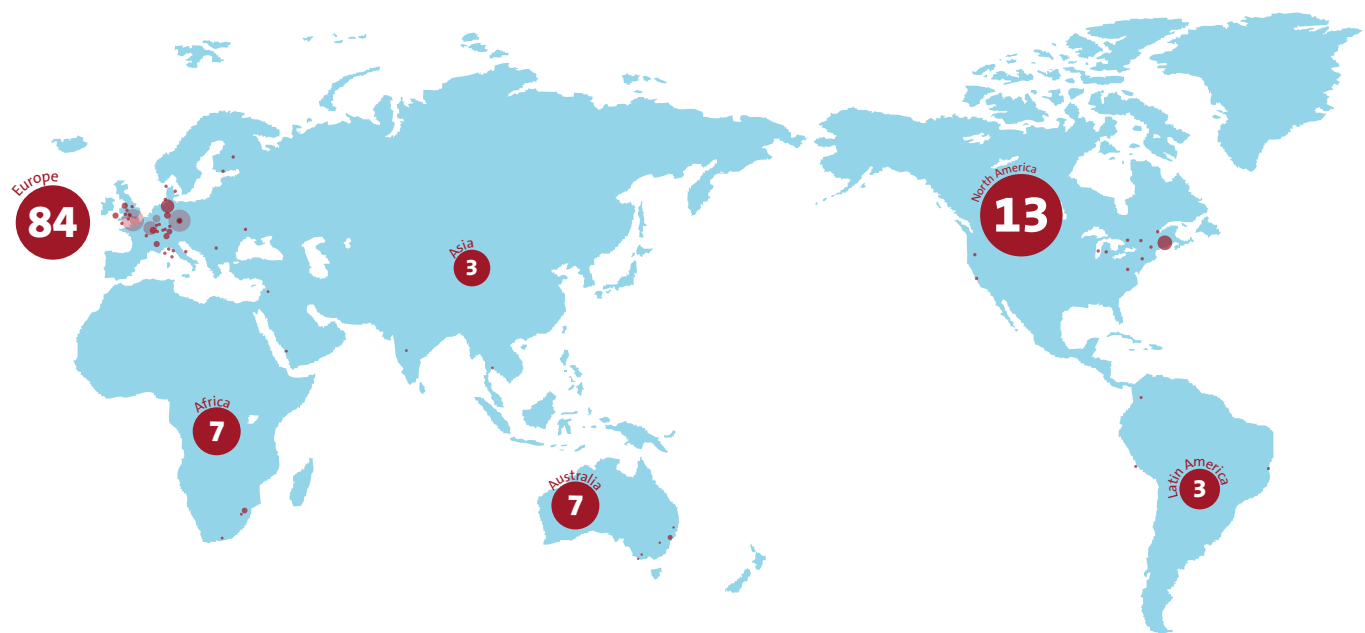 Europe
84
Asia
3
North America
13
Africa
7
Australia
7
Latin America
3